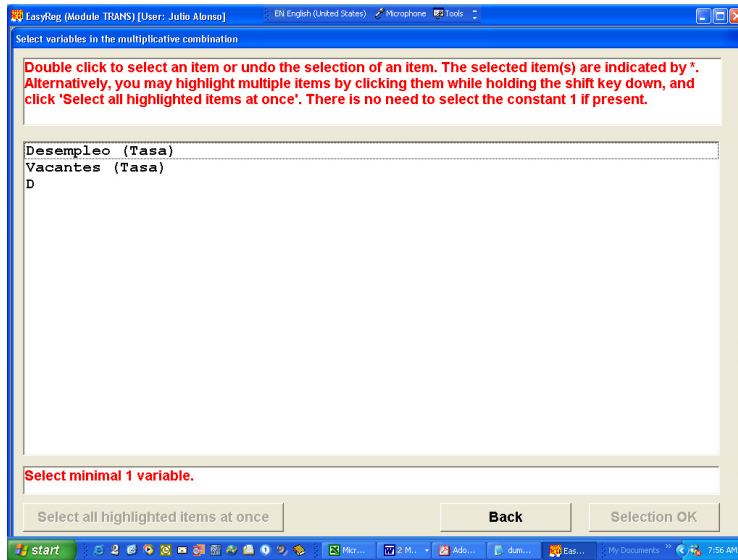 EasyReg (Module TRANS) [User: Julio Alonso]
EN English (United States) Microphone Tools
Select variables in the multiplicative combination
Double click to select an item or undo the selection of an item. The selected item(s) are indicated by *.
Alternatively, you may highlight multiple items by clicking them while holding the shift key down, and
click 'Select all highlighted items at once'. There is no need to select the constant 1 if present.
Desempleo (Tasa)
Vacantes (Tasa)
D
Select minimal 1 variable.
Select all highlighted items at once Back Selection OK
start Micr... 2 M... Ado... dum... Eas... My Documents » 7:56 AM